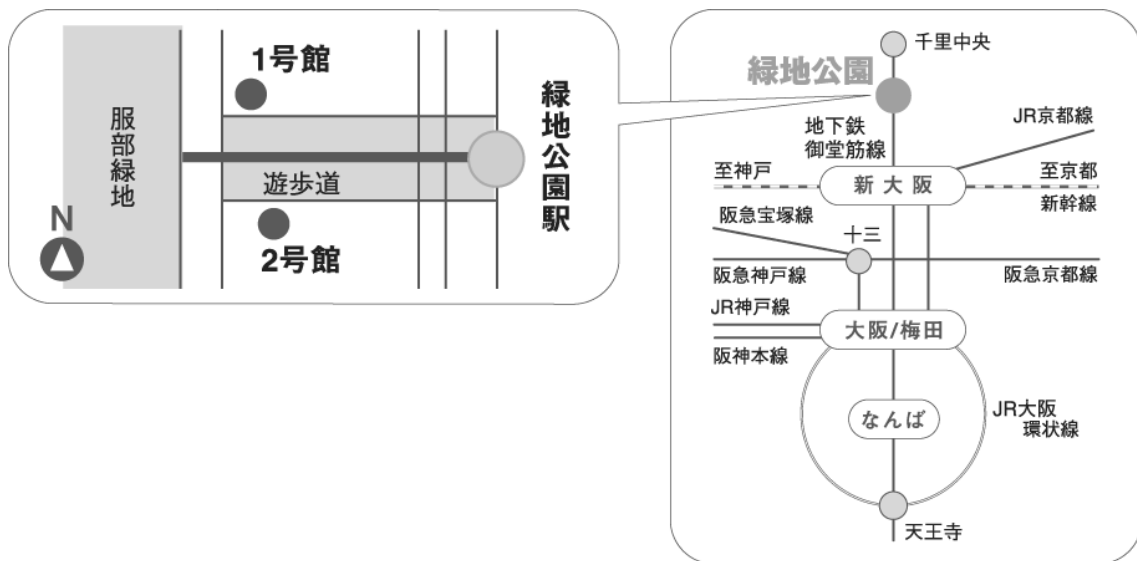 1号館
服部緑地
遊歩道
N
2号館
緑地公園駅
千里中央
緑地公園
地下鉄
御堂筋線
JR京都線
至神戸
新大阪
至京都
新幹線
阪急宝塚線
十三
阪急神戸線
阪急京都線
JR神戸線
大阪/梅田
阪神本線
なんば
JR大阪
環状線
天王寺